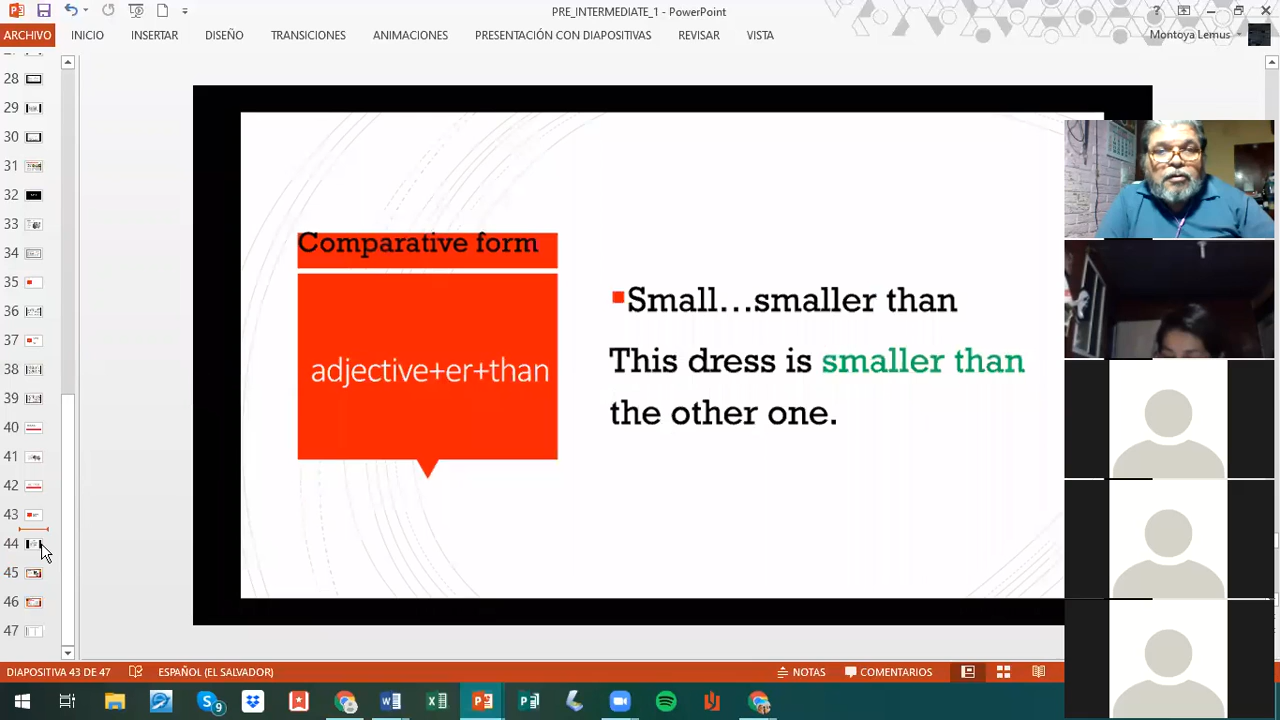 PRE_INTERMEDIATE_1 - PowerPoint
?
ARCHIVO INICIO INSERTAR DISEÑO TRANSICIONES ANIMACIONES PRESENTACIÓN CON DIAPOSITIVAS REVISAR VISTA Montoya Lemus
28
29
30
31
32
33
34
35
36
37
38
39
40
41
42
43
44
45
46
47
Comparative form
adjective+er+than
Small...smaller than
This dress is smaller than
the other one.
DIAPOSITIVA 43 DE 47 ESPAÑOL (EL SALVADOR) NOTAS COMENTARIOS
9